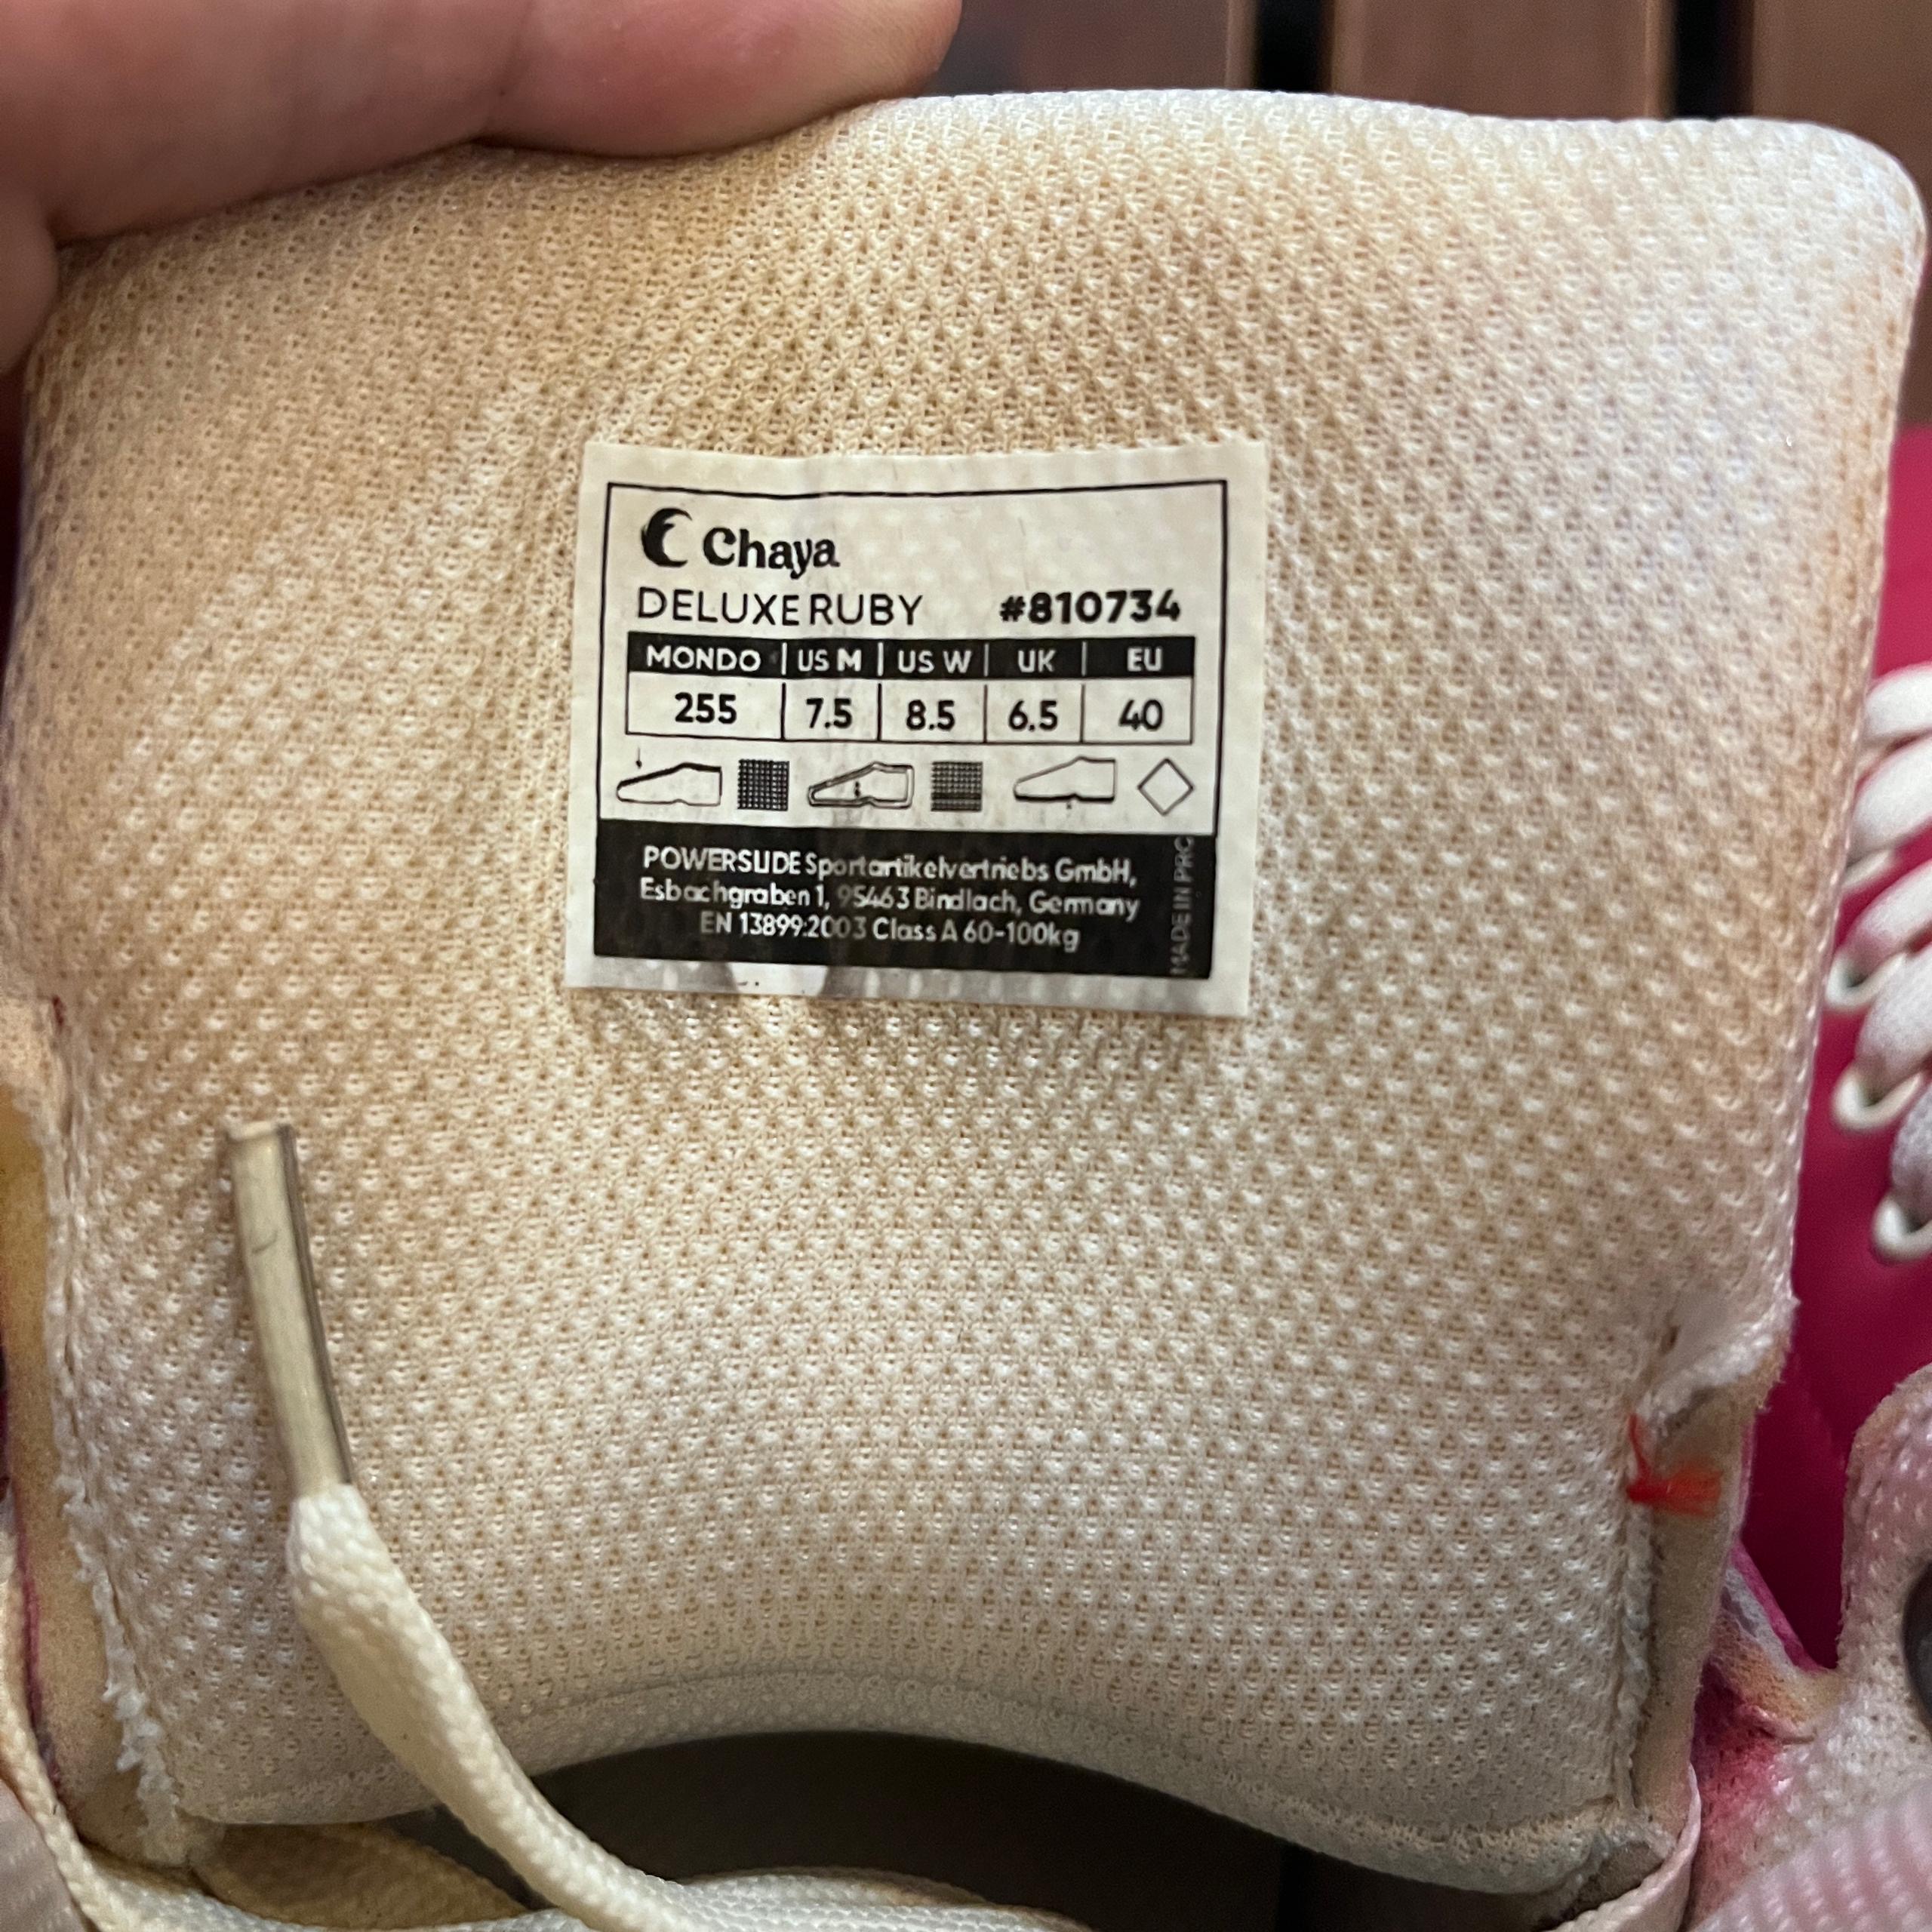 Chaya
DELUXE RUBY #810734
MONDO US M US W UK EU
255 7.5 8.5 6.5 40
POWERSLIDE Sportartikelvertriebs GmbH,
Esbachgraben 1, 95463 Bindlach, Germany
EN 13899:2003 Class A 60-100kg
MADE IN PRC